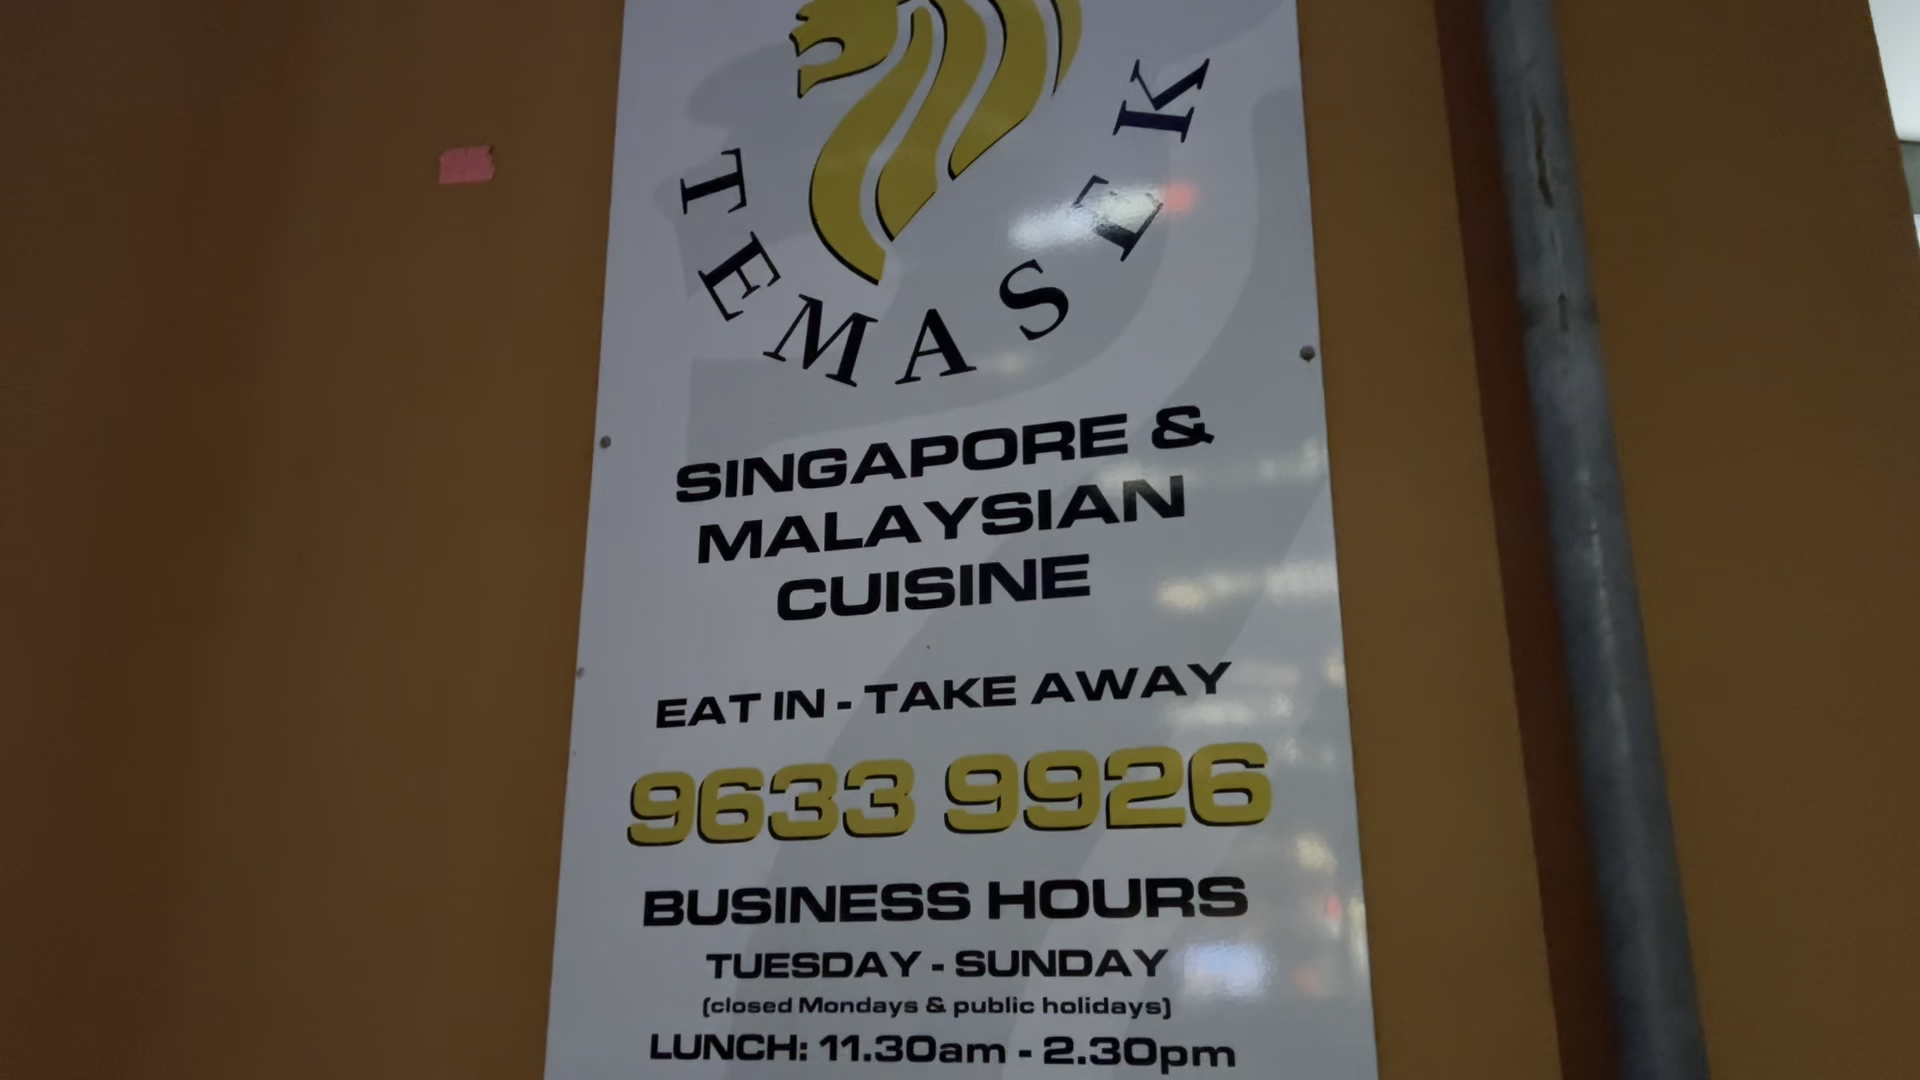 TEMASEK
SINGAPORE &
MALAYSIAN
CUISINE
EAT IN - TAKE AWAY
9633 9926
BUSINESS HOURS
TUESDAY - SUNDAY
(closed Mondays & public holidays)
LUNCH: 11.30am - 2.30pm